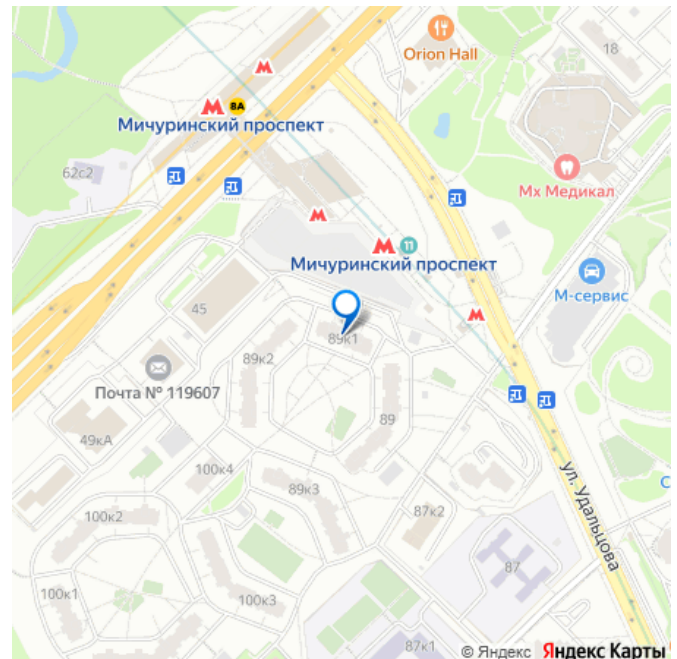 18
Orion Hall
М
М 8А
Мичуринский проспект
62с2
Мх Медикал
М
М 11
Мичуринский проспект
М-сервис
45
М
89к1
89к2
Почта № 119607
89
49кА
100к4
ул. Удальцова
С
89к3
100к2
87к2
87
100к1
100к3
87к1
© Яндекс Яндекс Карты